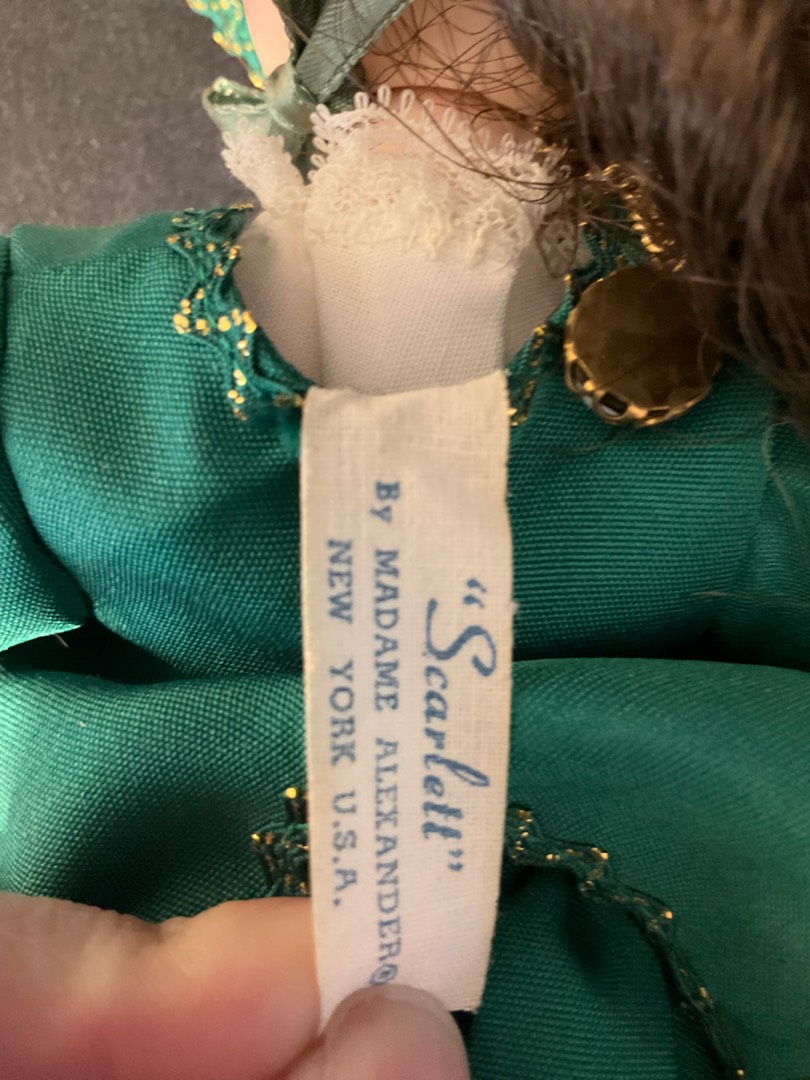 “Scarlett”
By MADAME ALEXANDER®
NEW YORK U.S.A.